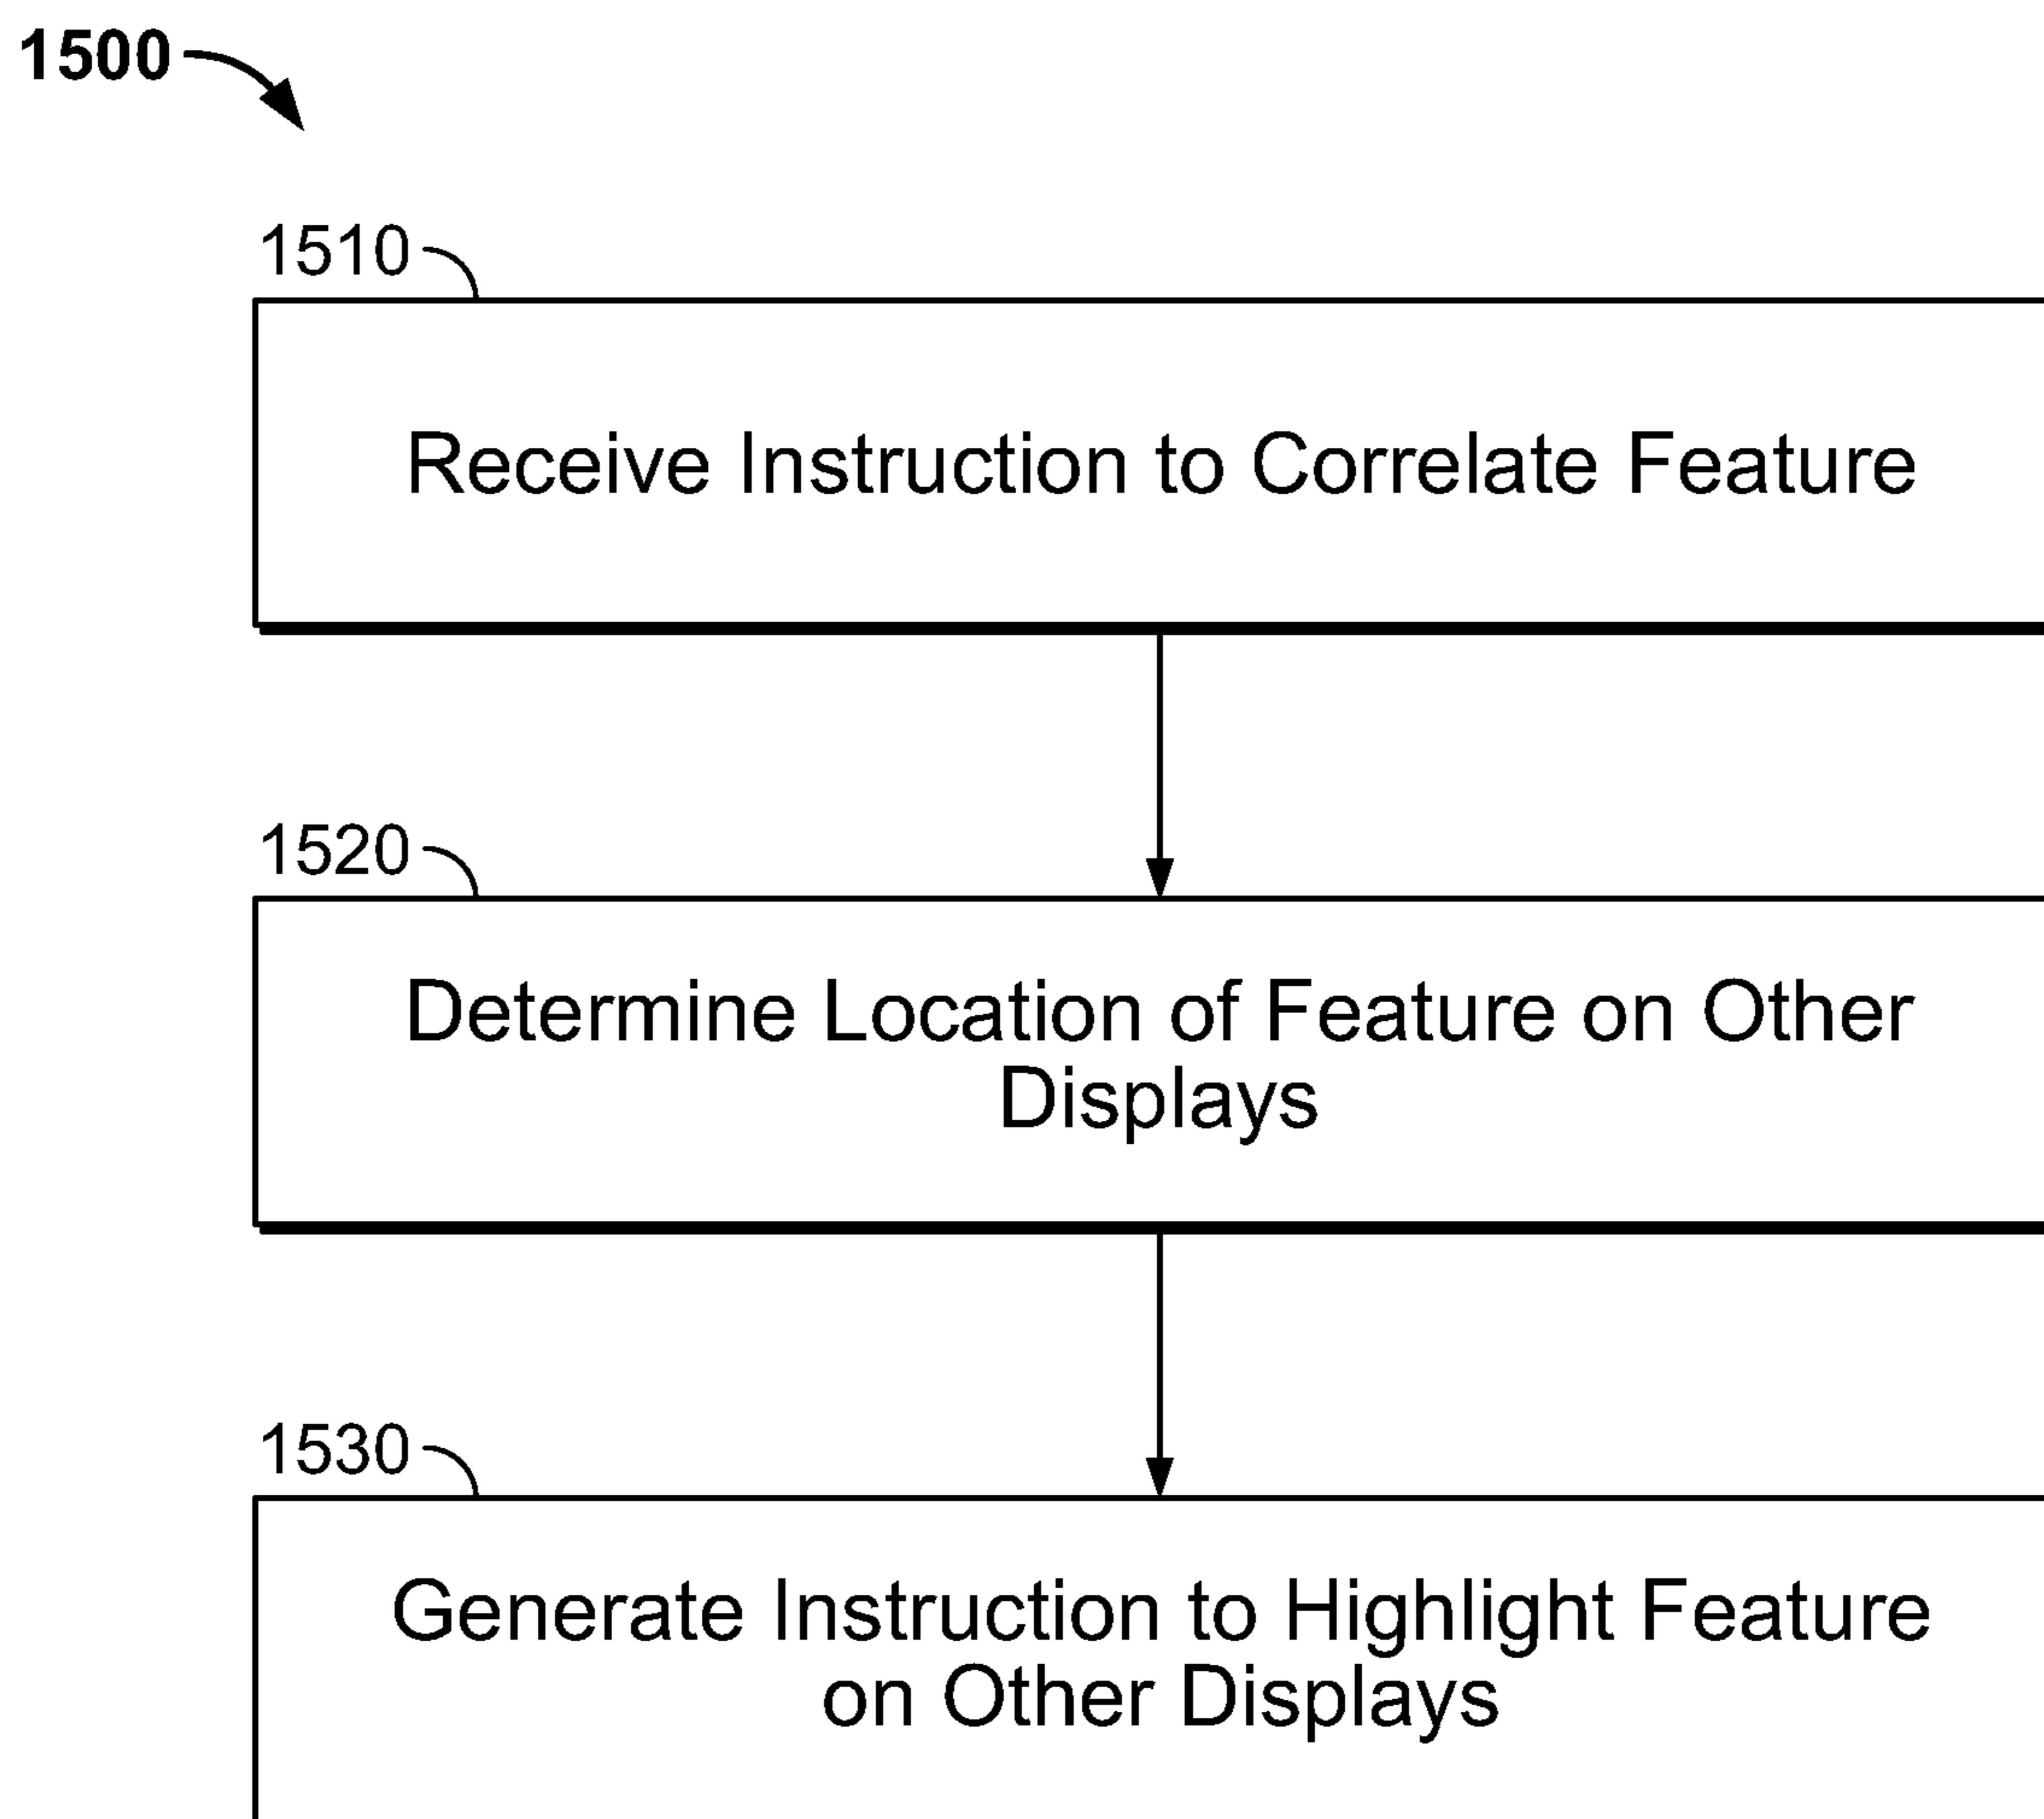 1500
1510
Receive Instruction to Correlate Feature
1520
Determine Location of Feature on Other
Displays
1530
Generate Instruction to Highlight Feature
on Other Displays